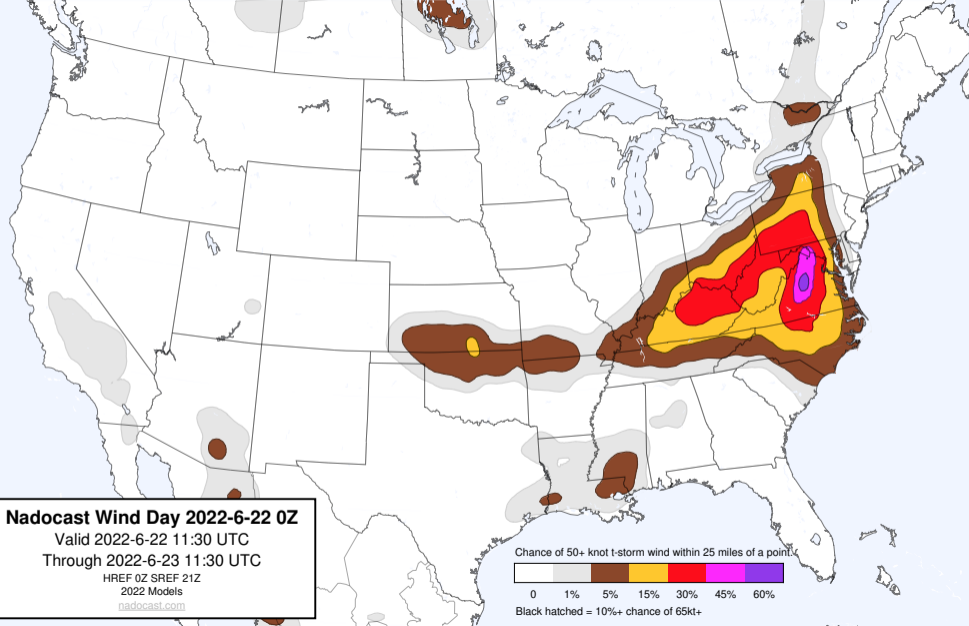 Nadocast Wind Day 2022-6-22 0Z
Valid 2022-6-22 11:30 UTC
Through 2022-6-23 11:30 UTC
HREF 0Z SREF 21Z
2022 Models
nadocast.com
Chance of 50+ knot t-storm wind within 25 miles of a point.
0 1% 5% 15% 30% 45% 60%
Black hatched = 10%+ chance of 65kt+